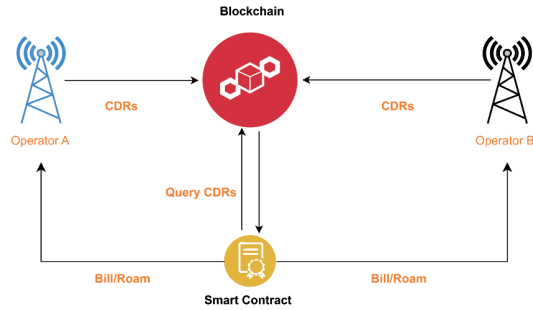 Blockchain
CDRs
CDRs
Operator A
Operator B
Query CDRs
Bill/Roam
Bill/Roam
Smart Contract